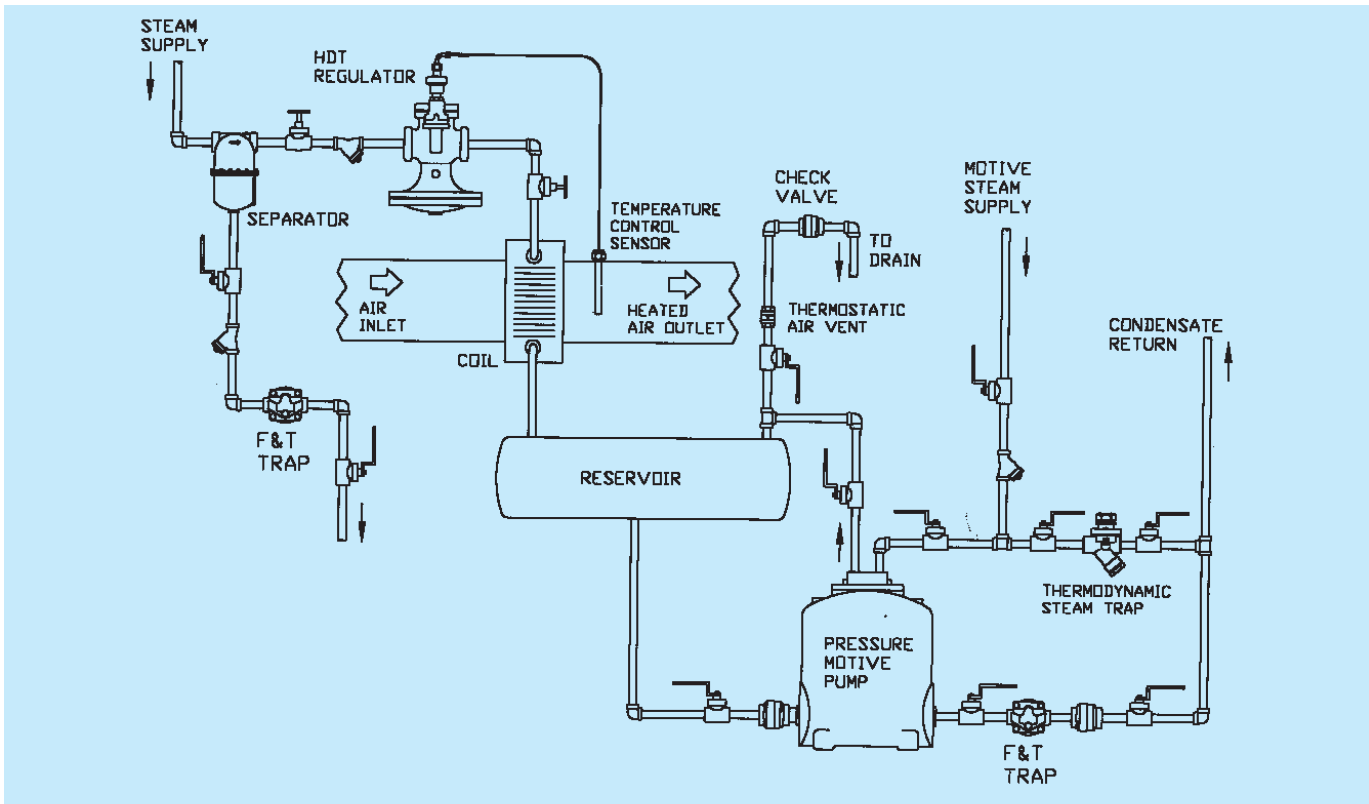 STEAM
SUPPLY
HDT
REGULATOR
SEPARATOR
TEMPERATURE
CONTROL
SENSOR
CHECK
VALVE
MOTIVE
STEAM
SUPPLY
TO
DRAIN
AIR
INLET
HEATED
AIR OUTLET
THERMOSTATIC
AIR VENT
CONDENSATE
RETURN
COIL
F&T
TRAP
RESERVOIR
THERMODYNAMIC
STEAM TRAP
PRESSURE
MOTIVE
PUMP
F&T
TRAP